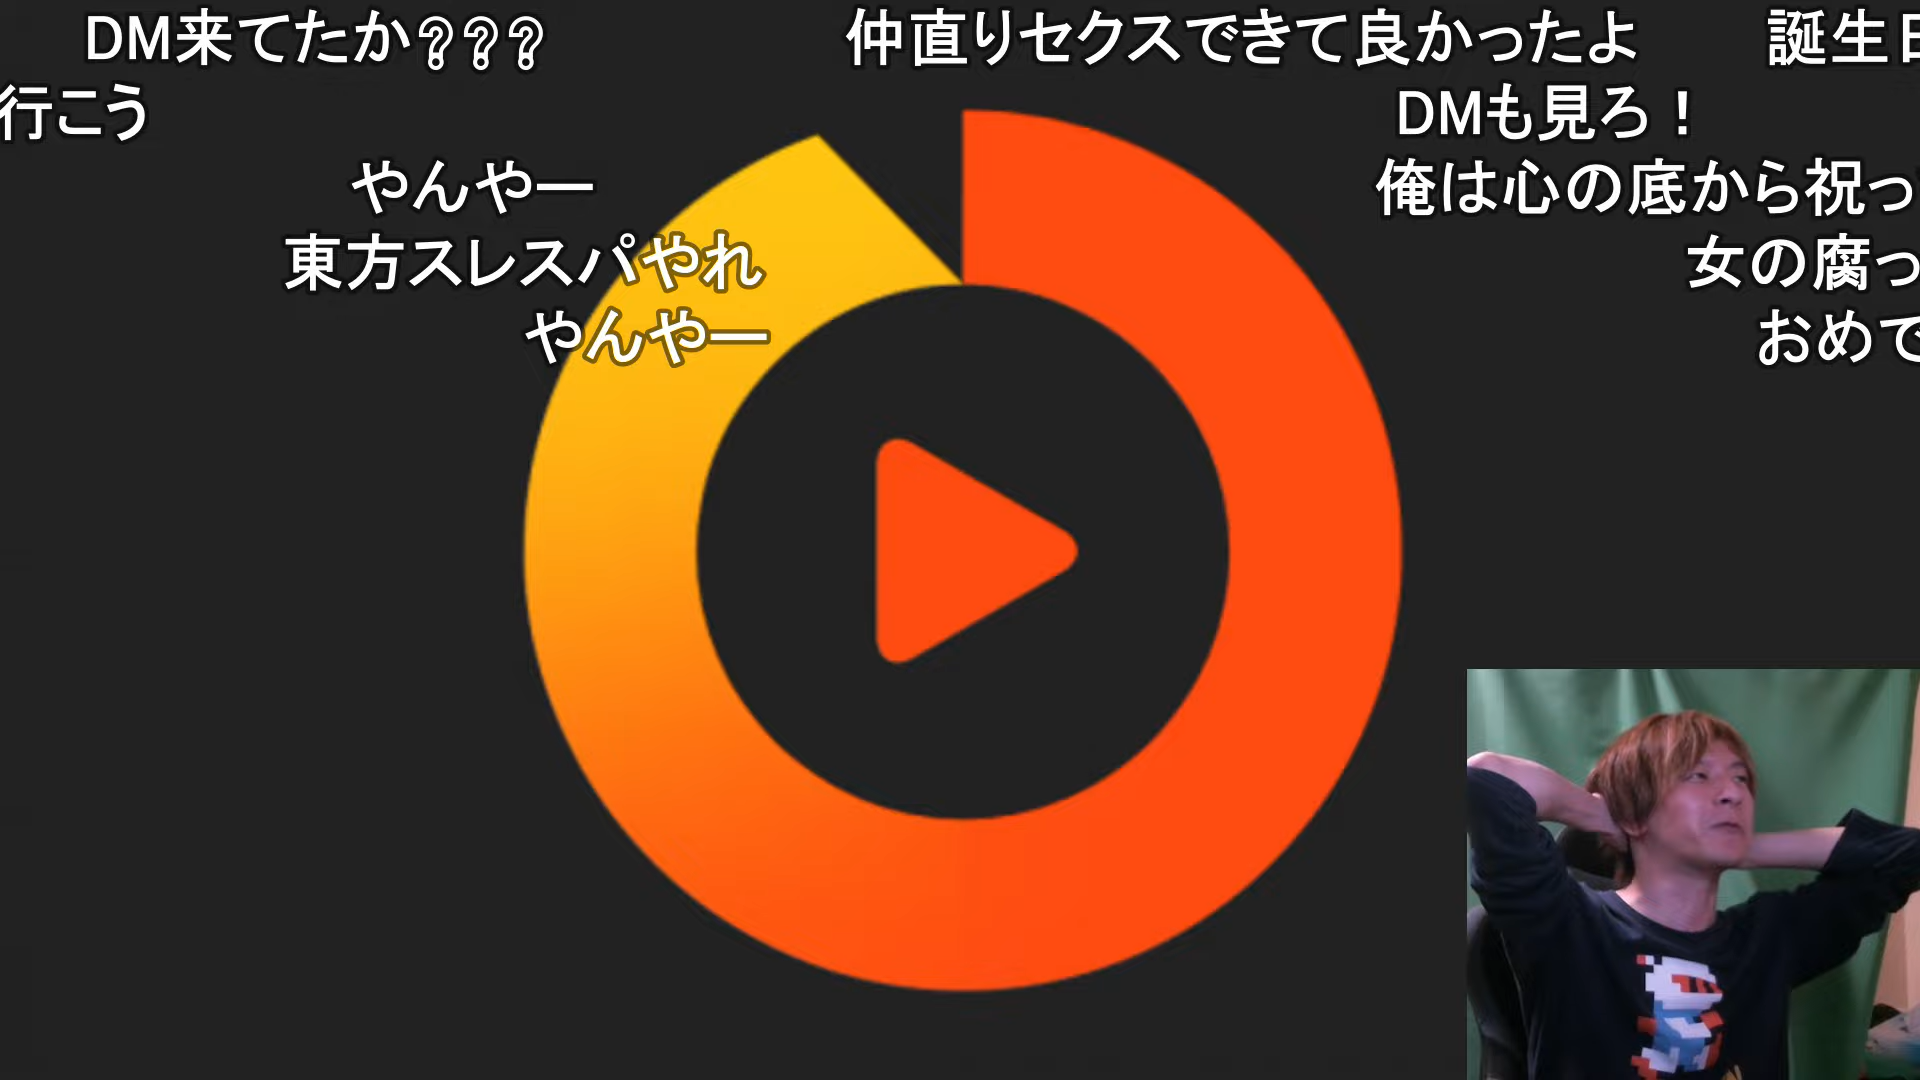 DM来てたか???
仲直りセクスできて良かったよ
誕生日
行こう
DMも見ろ！
やんやー
俺は心の底から祝っ
東方スレスパやれ
女の腐っ
やんやー
おめで